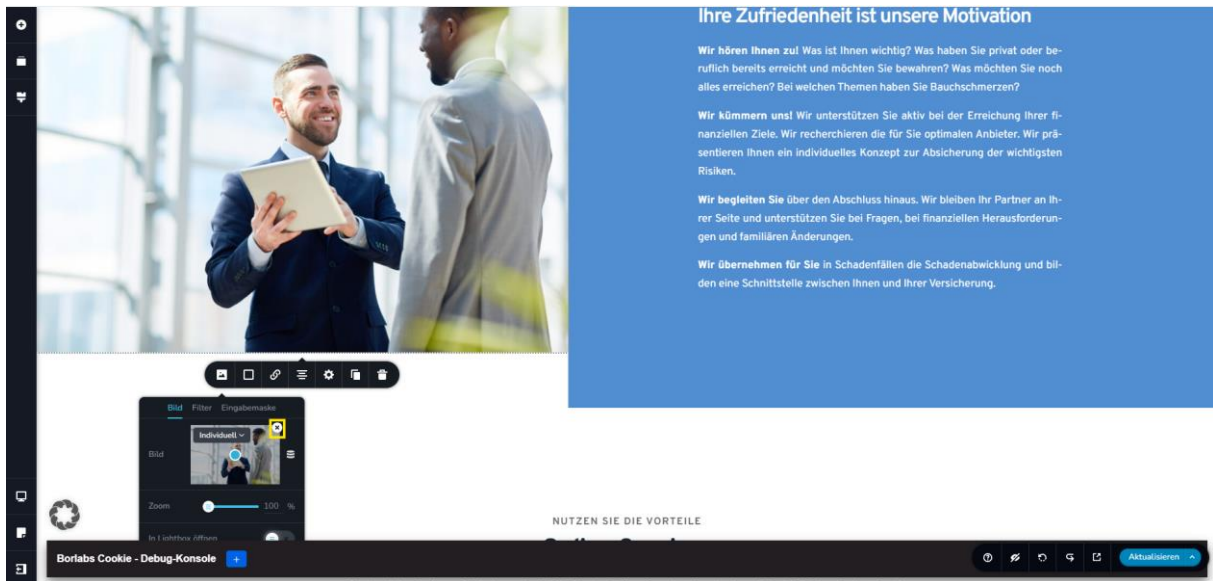 Ihre Zufriedenheit ist unsere Motivation
Wir hören Ihnen zu! Was ist Ihnen wichtig? Was haben Sie privat oder be-
ruflich bereits erreicht und möchten Sie bewahren? Was möchten Sie noch
alles erreichen? Bei welchen Themen haben Sie Bauchschmerzen?
Wir kümmern uns! Wir unterstützen Sie aktiv bei der Erreichung Ihrer fi-
nanziellen Ziele. Wir recherchieren die für Sie optimalen Anbieter. Wir prä-
sentieren Ihnen ein individuelles Konzept zur Absicherung der wichtigsten
Risiken.
Wir begleiten Sie über den Abschluss hinaus. Wir bleiben Ihr Partner an Ih-
rer Seite und unterstützen Sie bei Fragen, bei finanziellen Herausforderun-
gen und familiären Änderungen.
Wir übernehmen für Sie in Schadenfällen die Schadenabwicklung und bil-
den eine Schnittstelle zwischen Ihnen und Ihrer Versicherung.
Bild Filter Eingabemaske
Individuell
Bild
Zoom 100 %
In Lightbox öffnen
NUTZEN SIE DIE VORTEILE
Borlabs Cookie - Debug-Konsole +
Aktualisieren